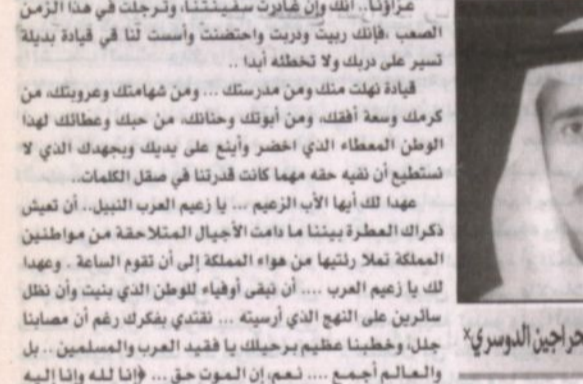 عزاؤنا.. أنك وإن غادرت سفينتنا، وترجلت في هذا الزمن
الصعب ،فإنك ربيت ودربت واحتضنت وأسست لنا في قيادة بديلة
تسير على دربك ولا تخطئه أبدا ..
قيادة نهلت منك ومن مدرستك ... ومن شهامتك وعروبتك، من
كرمك وسعة أفقك، ومن أبوتك وحنانك، من حبك وعطائك لهذا
الوطن المعطاء الذي اخضر وأينع على يديك وبجهدك الذي لا
نستطيع أن نفيه حقه مهما كانت قدرتنا في صقل الكلمات..
عهدا لك أيها الأب الزعيم ... يا زعيم العرب النبيل.. أن تعيش
ذكراك العطرة بيننا ما دامت الأجيال المتلاحقة من مواطنين
المملكة تملا رئتيها من هواء المملكة إلى أن تقوم الساعة . وعهدا
لك يا زعيم العرب .... أن نبقى أوفياء للوطن الذي بنيت وأن نظل
سائرين على النهج الذي أرسيته ... نقتدي بفكرك رغم أن مصابنا
جلل، وخطبنا عظيم برحيلك يا فقيد العرب والمسلمين .. بل
والعالم أجمع .... نعم، إن الموت حق ... ﴿إنا لله وإنا إليه
حراجين الدوسري×